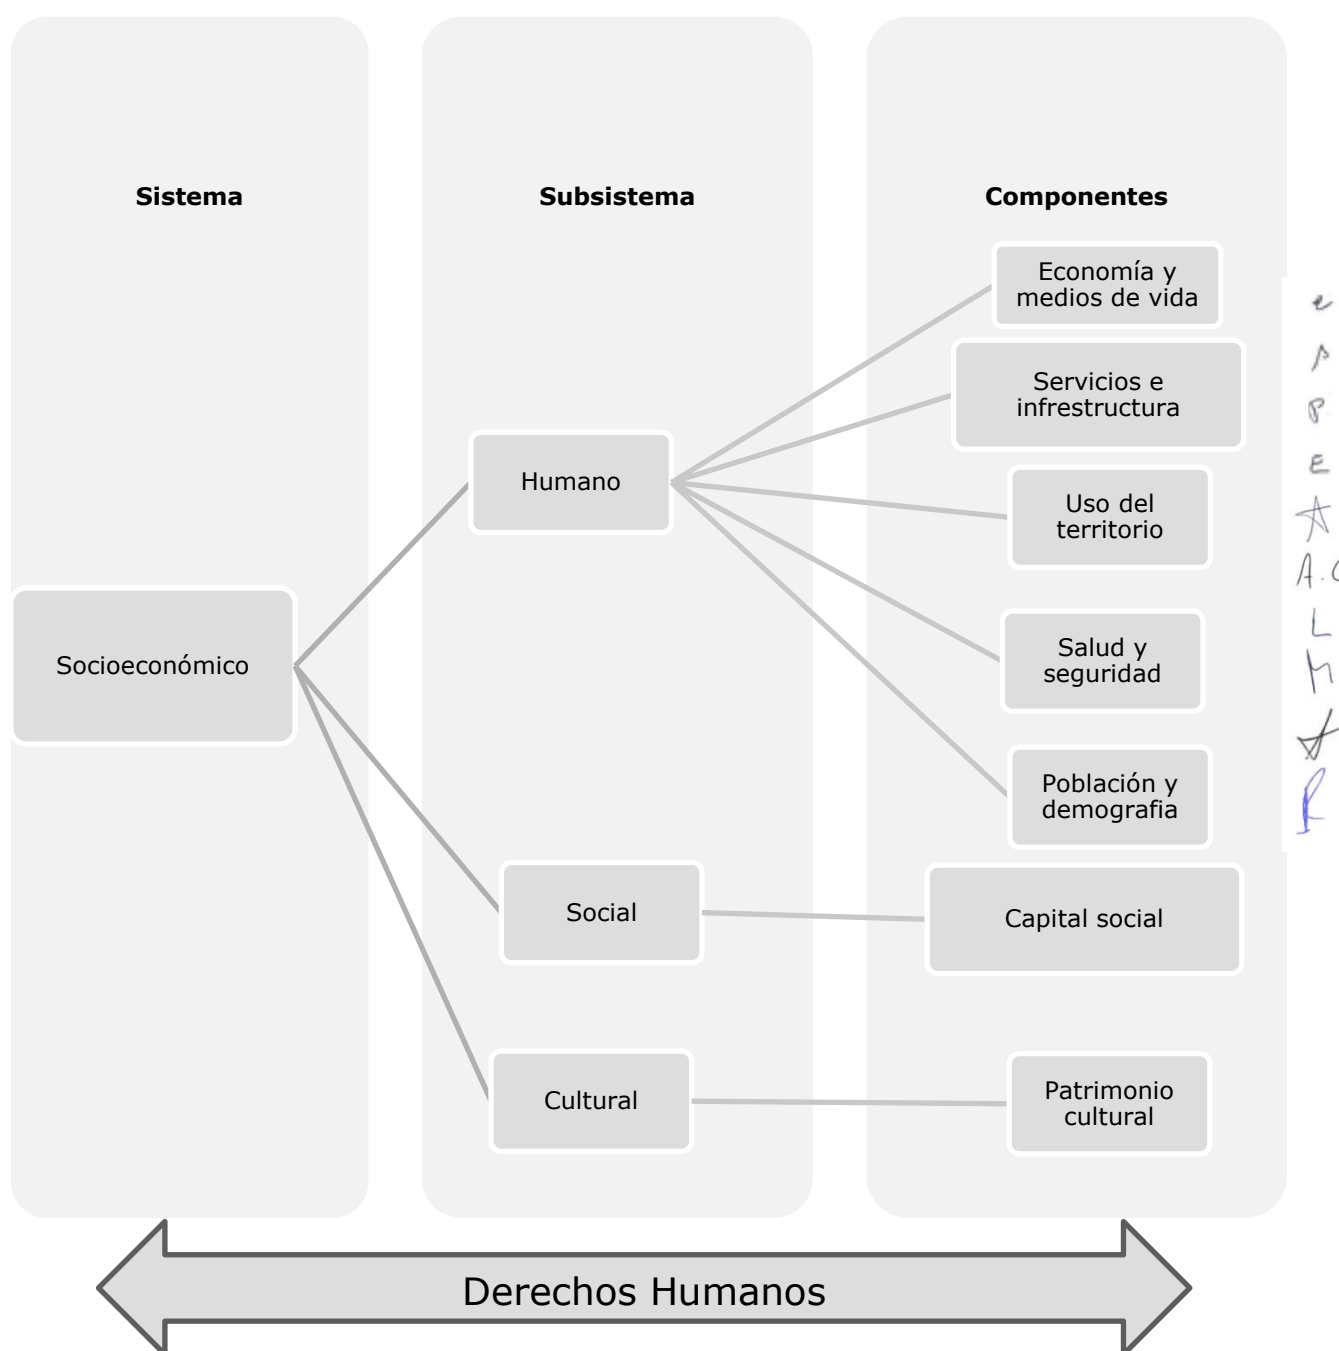 Sistema
Subsistema
Componentes
Economía y
medios de vida
Servicios e
infrestructura
Uso del
territorio
Salud y
seguridad
Población y
demografia
Humano
Socioeconómico
Social
Capital social
Cultural
Patrimonio
cultural
Derechos Humanos
E
L